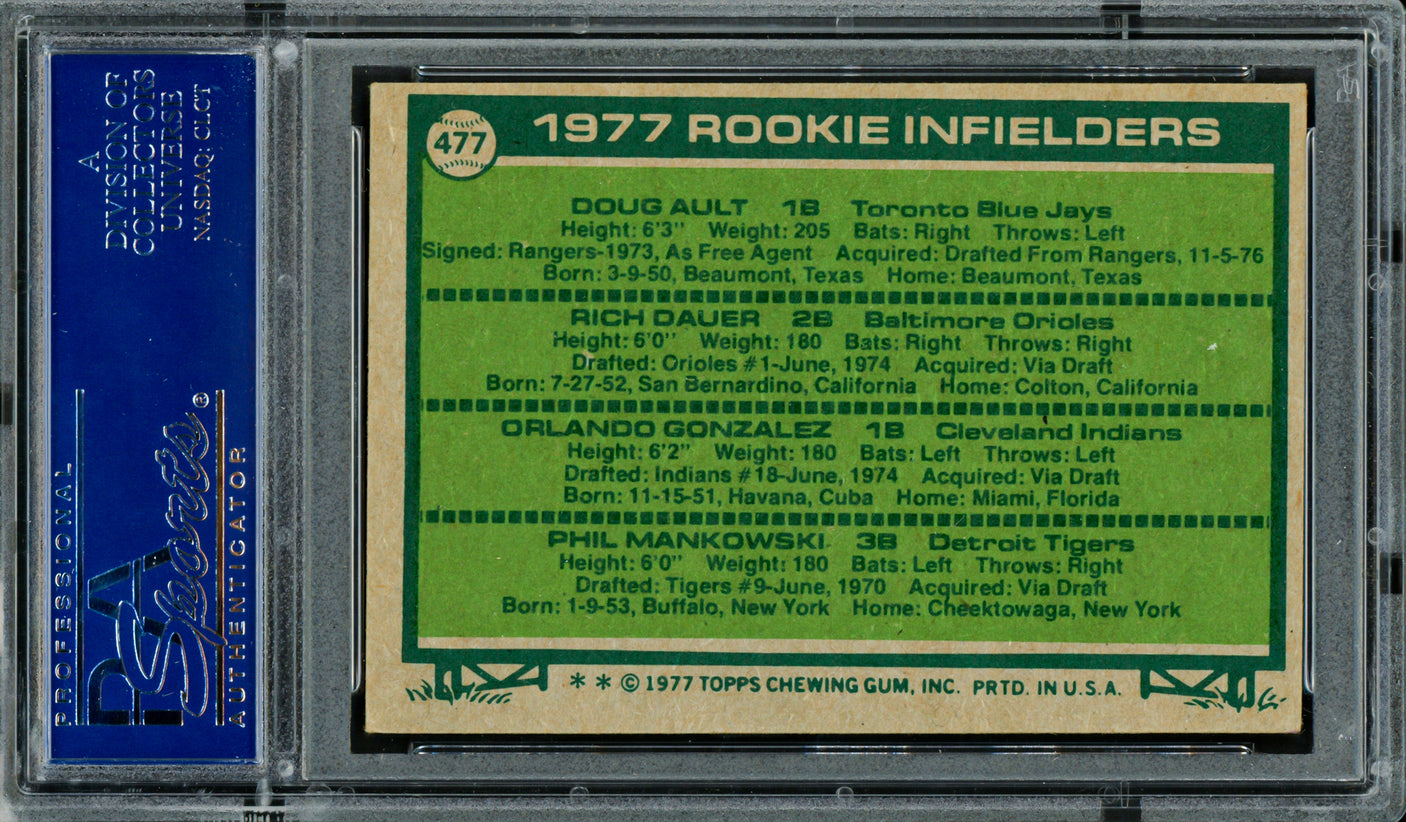 A
DIVISION OF
COLLECTORS
UNIVERSE
NASDAQ: CLCT
PROFESSIONAL
PSA
Sports®
AUTHENTICATOR
477
1977 ROOKIE INFIELDERS
DOUG AULT 1B Toronto Blue Jays
Height: 6'3" Weight: 205 Bats: Right Throws: Left
Signed: Rangers-1973, As Free Agent Acquired: Drafted From Rangers, 11-5-76
Born: 3-9-50, Beaumont, Texas Home: Beaumont, Texas
RICH DAUER 2B Baltimore Orioles
Height: 6'0" Weight: 180 Bats: Right Throws: Right
Drafted: Orioles #1-June, 1974 Acquired: Via Draft
Born: 7-27-52, San Bernardino, California Home: Colton, California
ORLANDO GONZALEZ 1B Cleveland Indians
Height: 6'2" Weight: 180 Bats: Left Throws: Left
Drafted: Indians #18-June, 1974 Acquired: Via Draft
Born: 11-15-51, Havana, Cuba Home: Miami, Florida
PHIL MANKOWSKI 3B Detroit Tigers
Height: 6'0" Weight: 180 Bats: Left Throws: Right
Drafted: Tigers #9-June, 1970 Acquired: Via Draft
Born: 1-9-53, Buffalo, New York Home: Cheektowaga, New York
* * © 1977 TOPPS CHEWING GUM, INC. PRTD. IN U.S.A.